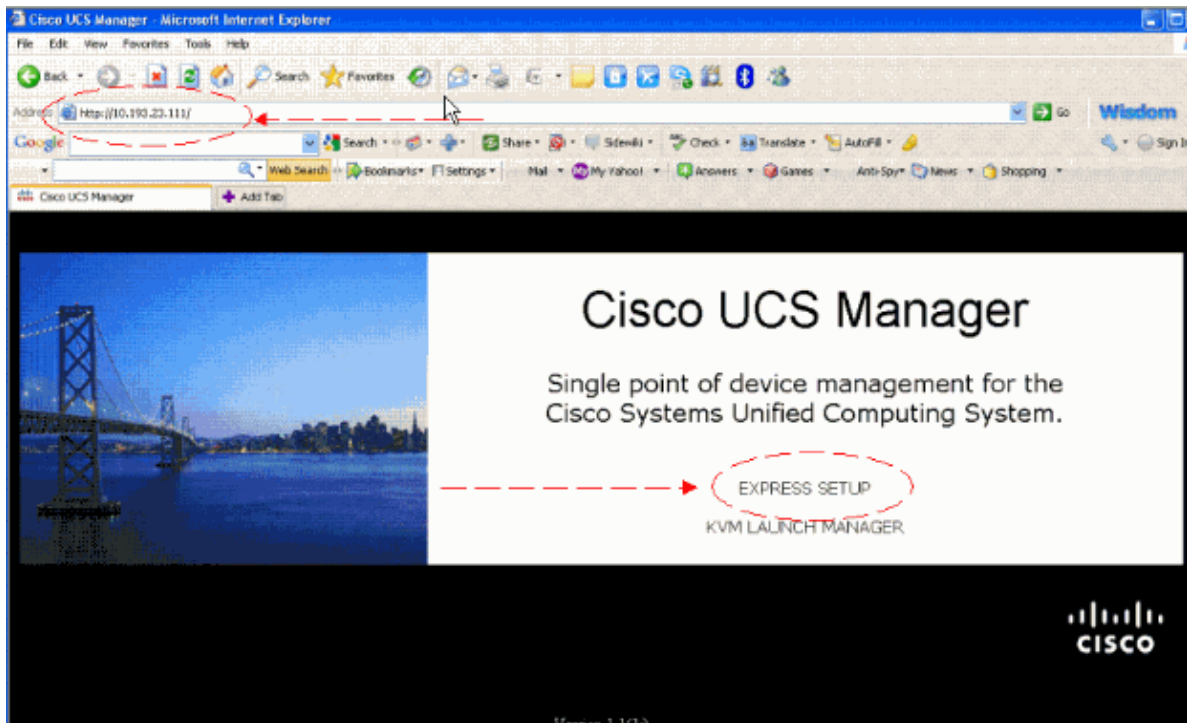 Cisco UCS Manager - Microsoft Internet Explorer
File Edit View Favorites Tools Help
Back Search Favorites
Address http://10.193.23.111/ Go Wisdom
Google Search Share Sidewiki Check Translate AutoFill Sign In
Web Search Bookmarks Settings Mail My Yahoo! Answers Games Anti-Spy News Shopping
Cisco UCS Manager Add Tab
Cisco UCS Manager
Single point of device management for the
Cisco Systems Unified Computing System.
EXPRESS SETUP
KVM LAUNCH MANAGER
CISCO